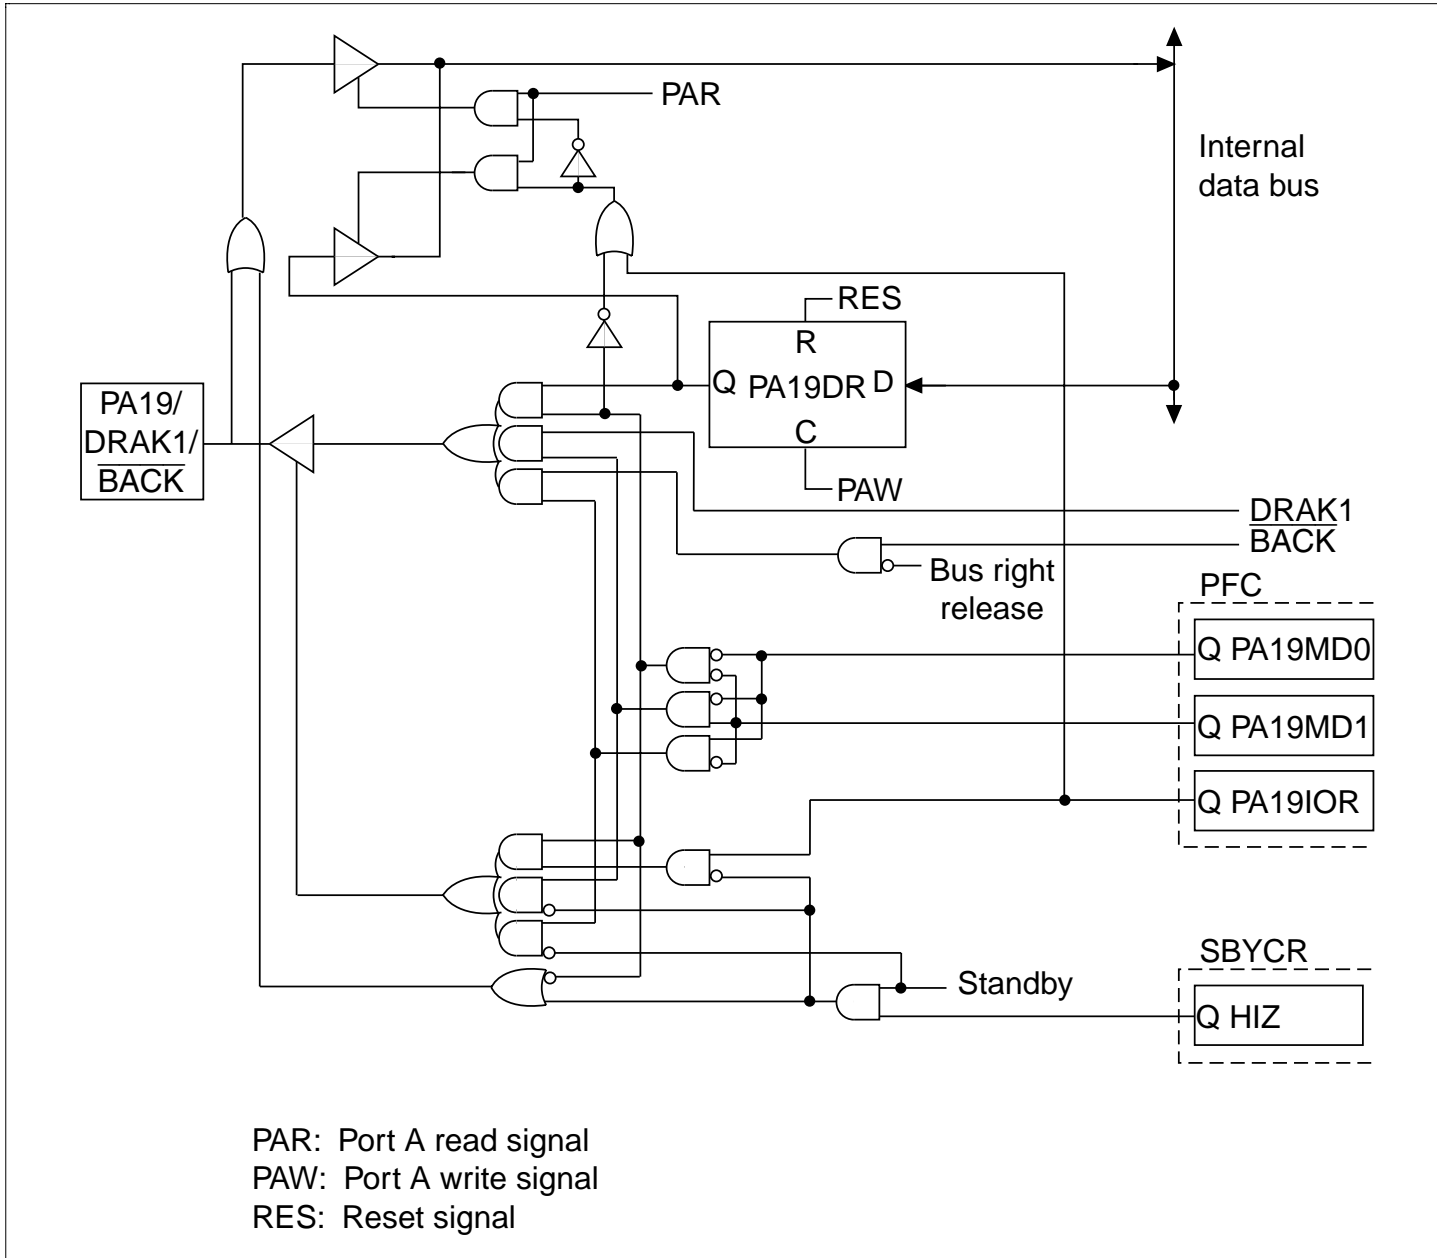 PAR
Internal
data bus
RES
R
Q PA19DR D
C
PAW
PA19/
DRAK1/
BACK
DRAK1
BACK
Bus right
release
PFC
Q PA19MD0
Q PA19MD1
Q PA19IOR
SBYCR
Standby
Q HIZ
PAR: Port A read signal
PAW: Port A write signal
RES: Reset signal